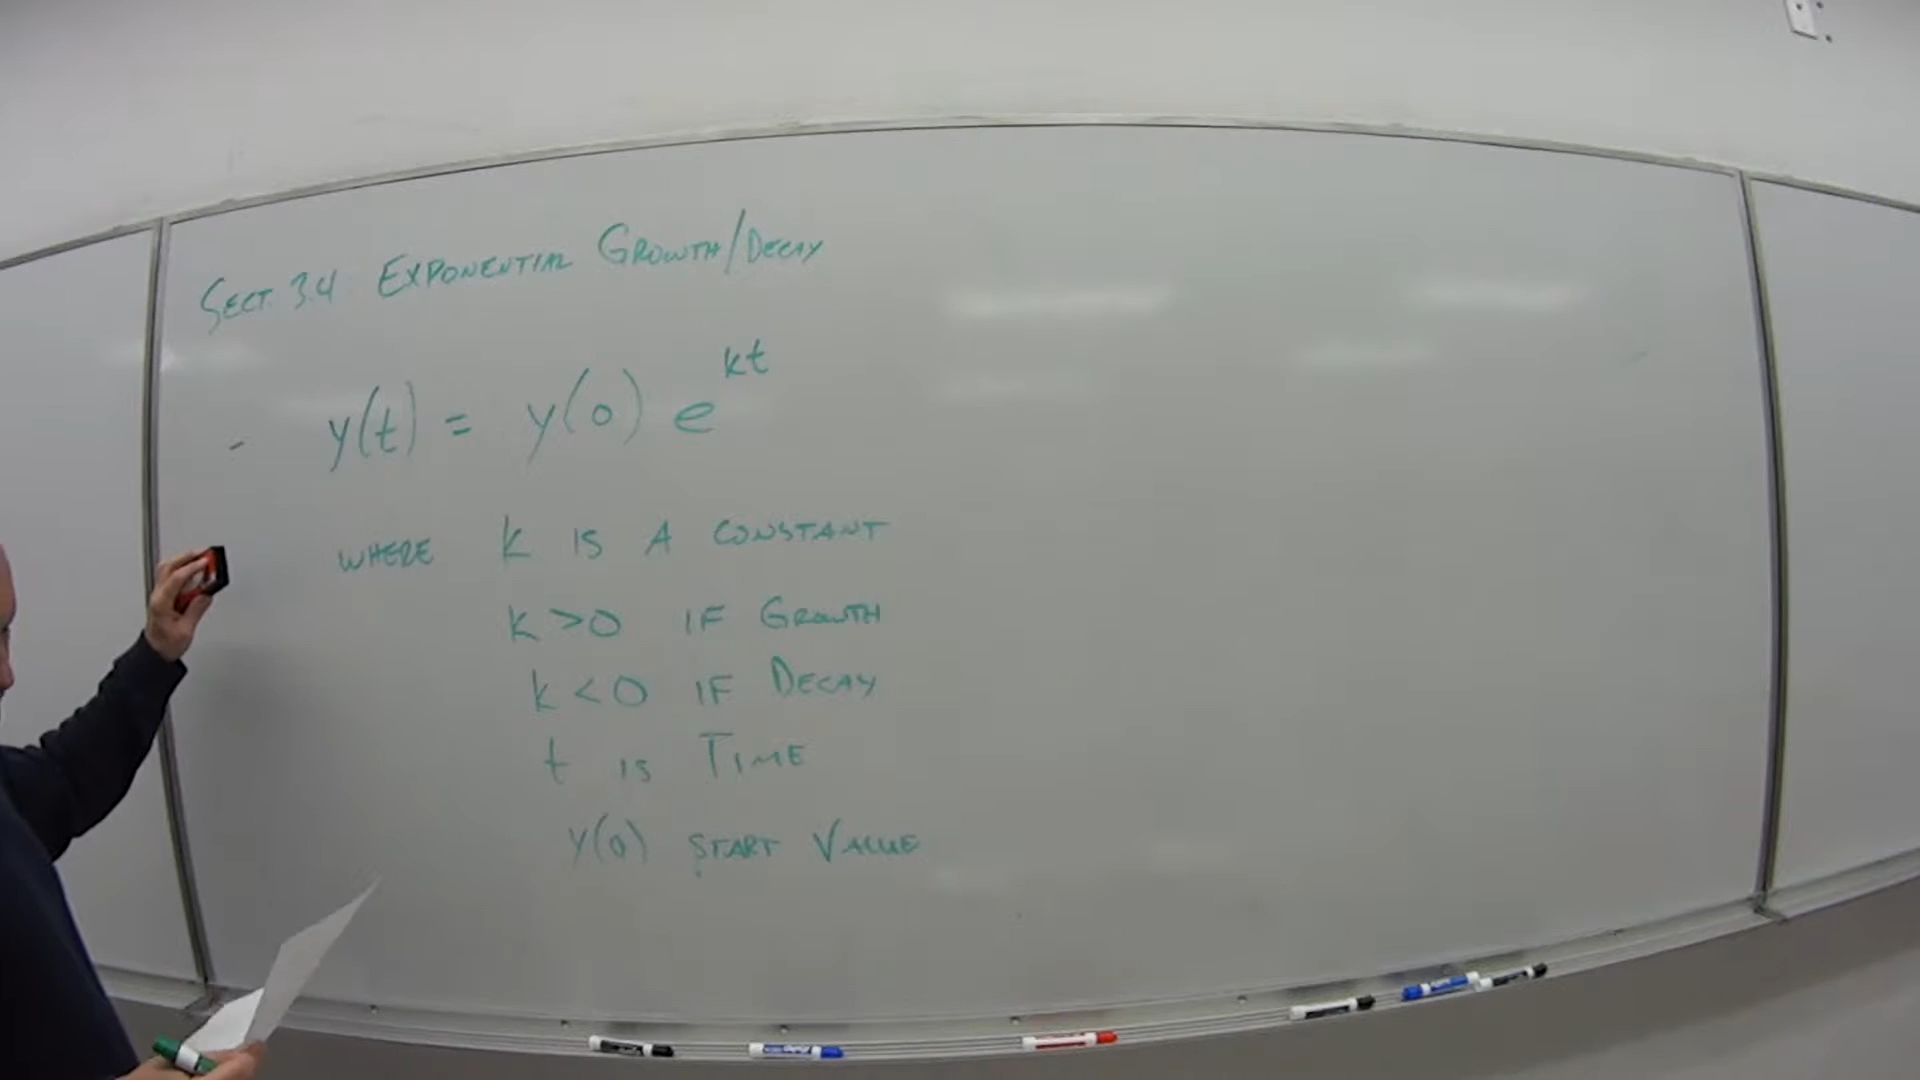 SECT. 3.4 EXPONENTIAL GROWTH/DECAY
y(t) = y(0) e^kt
WHERE k IS A CONSTANT
k > 0 IF GROWTH
k < 0 IF DECAY
t IS TIME
y(0) START VALUE